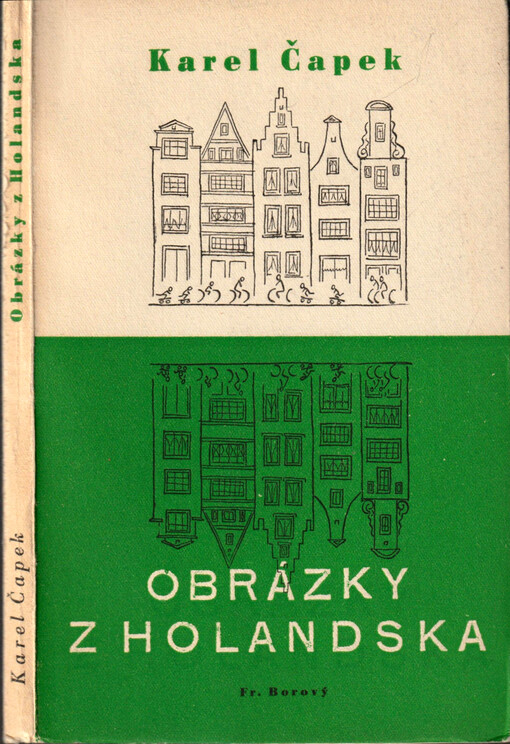 Karel Čapek
OBRÁZKY
Z HOLANDSKA
Fr. Borový
Obrázky z Holandska
Karel Čapek